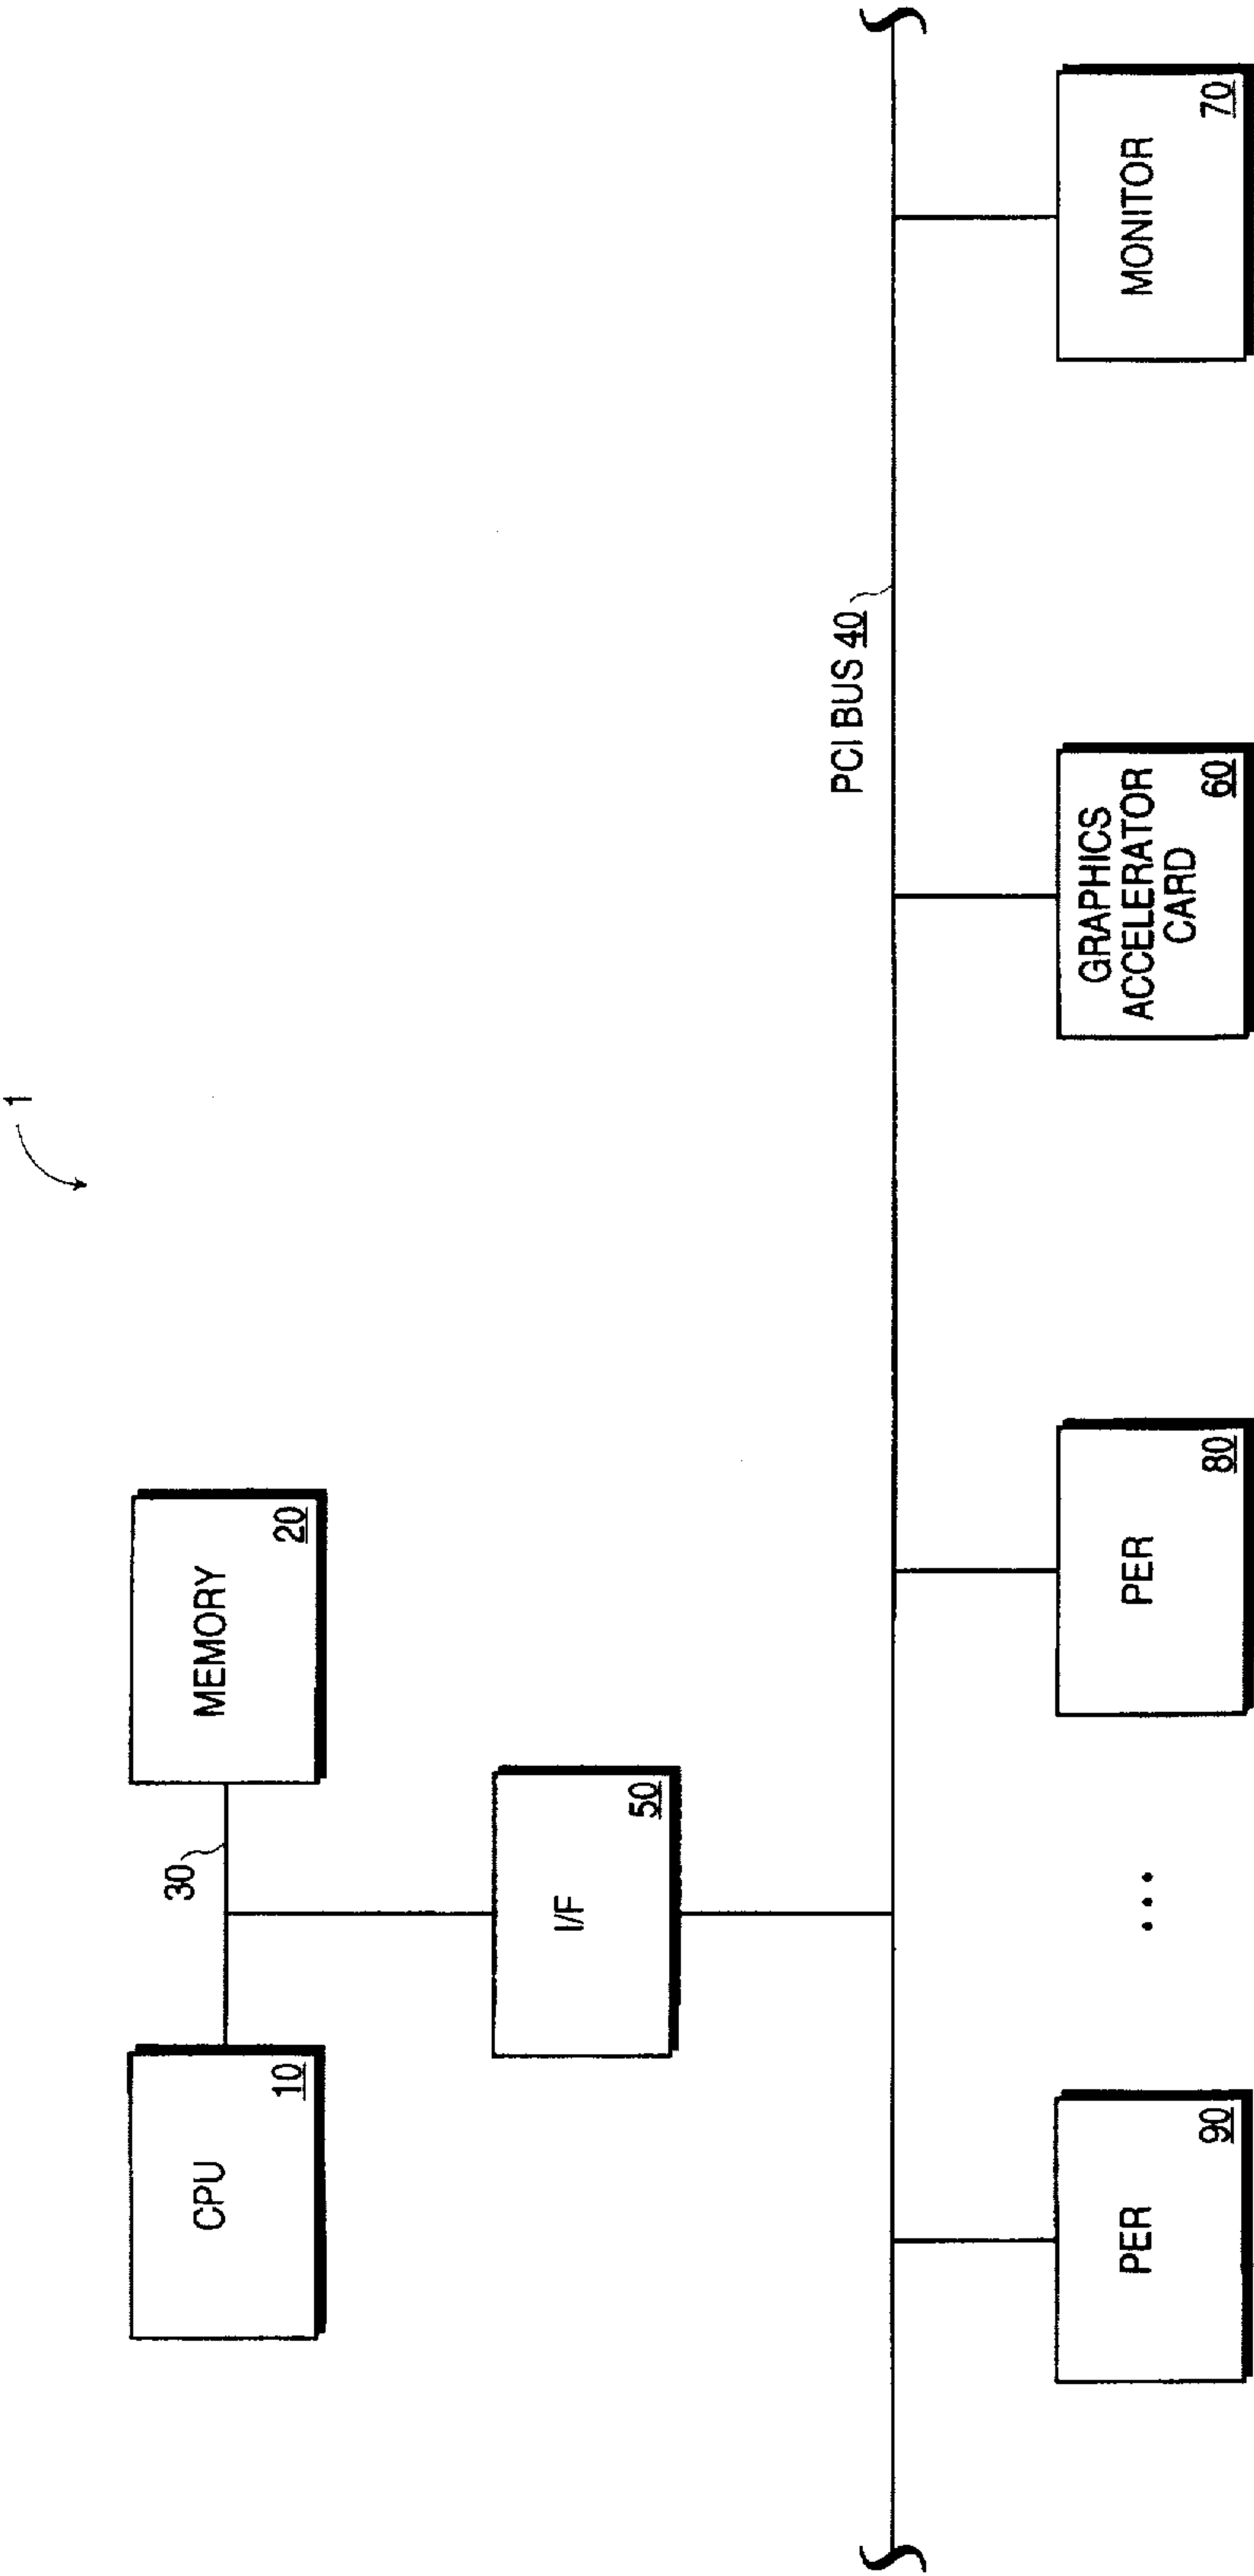 1
CPU
10
30
MEMORY
20
I/F
50
PCI BUS 40
PER
90
...
PER
80
GRAPHICS
ACCELERATOR
CARD
60
MONITOR
70